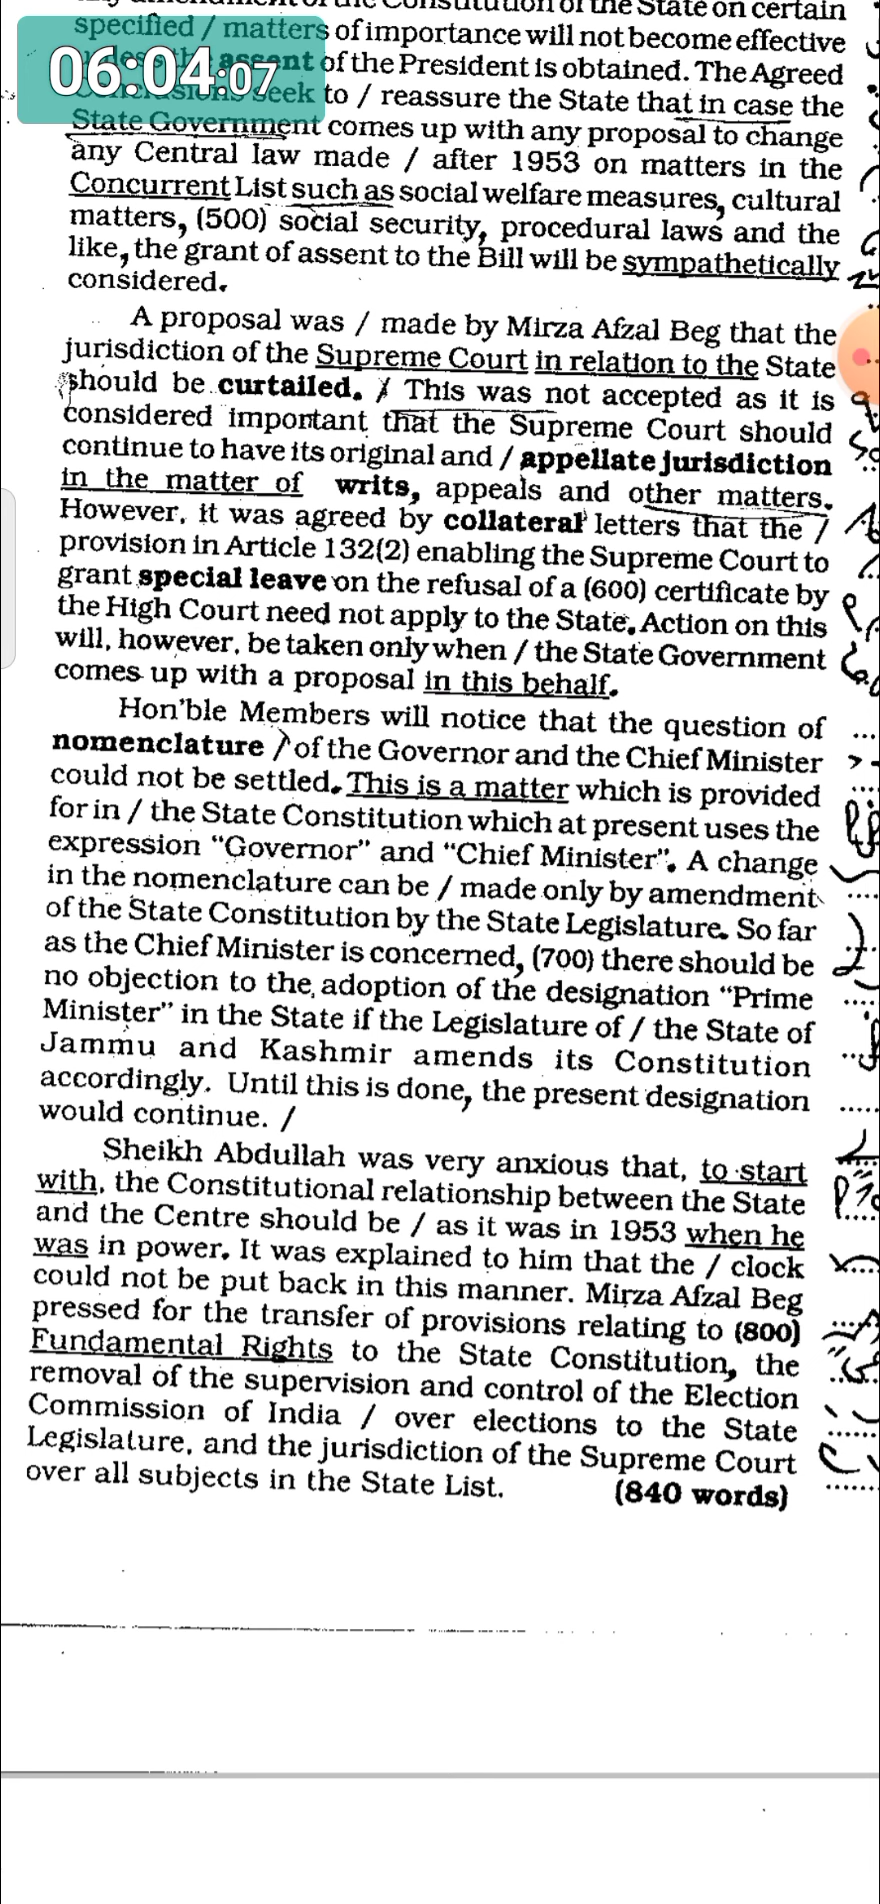 of the Constitution of the State on certain
specified / matters of importance will not become effective
assent of the President is obtained. The Agreed
seek to / reassure the State that in case the
State Government comes up with any proposal to change
any Central law made / after 1953 on matters in the
Concurrent List such as social welfare measures, cultural
matters, (500) social security, procedural laws and the
like, the grant of assent to the Bill will be sympathetically
considered.
A proposal was / made by Mirza Afzal Beg that the
jurisdiction of the Supreme Court in relation to the State
should be curtailed. / This was not accepted as it is
considered important that the Supreme Court should
continue to have its original and / appellate jurisdiction
in the matter of writs, appeals and other matters.
However, it was agreed by collateral letters that the /
provision in Article 132(2) enabling the Supreme Court to
grant special leave on the refusal of a (600) certificate by
the High Court need not apply to the State. Action on this
will, however, be taken only when / the State Government
comes up with a proposal in this behalf.
Hon'ble Members will notice that the question of
nomenclature / of the Governor and the Chief Minister
could not be settled. This is a matter which is provided
for in / the State Constitution which at present uses the
expression "Governor" and "Chief Minister". A change
in the nomenclature can be / made only by amendment
of the State Constitution by the State Legislature. So far
as the Chief Minister is concerned, (700) there should be
no objection to the adoption of the designation "Prime
Minister" in the State if the Legislature of / the State of
Jammu and Kashmir amends its Constitution
accordingly. Until this is done, the present designation
would continue. /
Sheikh Abdullah was very anxious that, to start
with, the Constitutional relationship between the State
and the Centre should be / as it was in 1953 when he
was in power. It was explained to him that the / clock
could not be put back in this manner. Mirza Afzal Beg
pressed for the transfer of provisions relating to (800)
Fundamental Rights to the State Constitution, the
removal of the supervision and control of the Election
Commission of India / over elections to the State
Legislature, and the jurisdiction of the Supreme Court
over all subjects in the State List. (840 words)
06:04:07